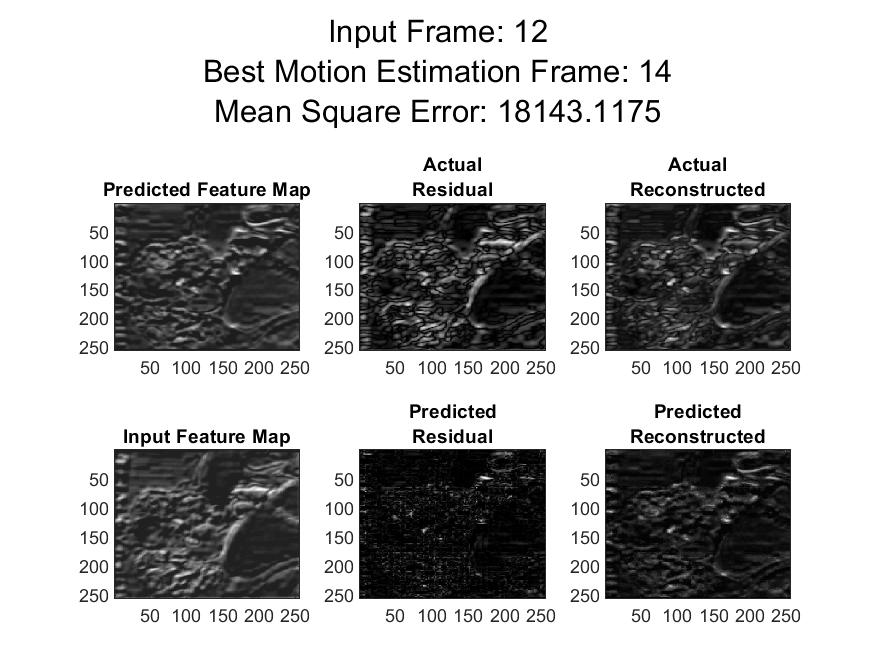 Input Frame: 12
Best Motion Estimation Frame: 14
Mean Square Error: 18143.1175
Predicted Feature Map
Actual
Residual
Actual
Reconstructed
50
100
150
200
250
50 100 150 200 250
50
100
150
200
250
50 100 150 200 250
50
100
150
200
250
50 100 150 200 250
Input Feature Map
Predicted
Residual
Predicted
Reconstructed
50
100
150
200
250
50 100 150 200 250
50
100
150
200
250
50 100 150 200 250
50
100
150
200
250
50 100 150 200 250